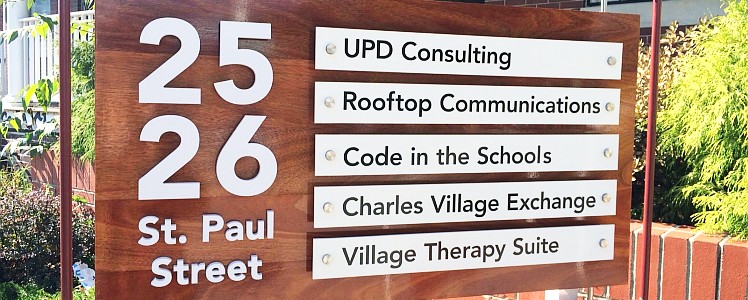 25
26
St. Paul
Street
UPD Consulting
Rooftop Communications
Code in the Schools
Charles Village Exchange
Village Therapy Suite